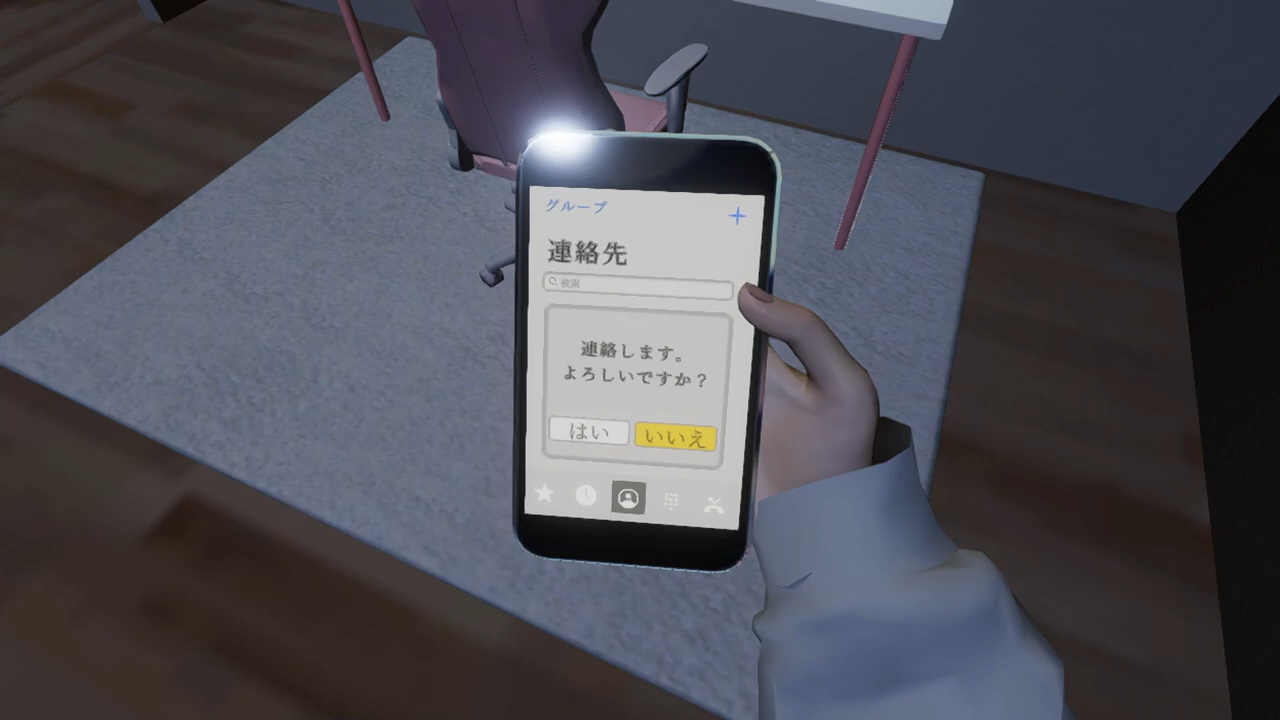 グループ
連絡先
検索
連絡します。
よろしいですか？
はい
いいえ